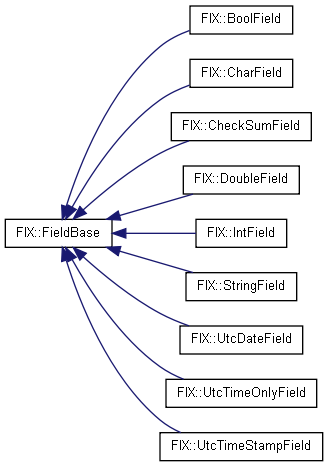 FIX::BoolField
FIX::CharField
FIX::CheckSumField
FIX::DoubleField
FIX::FieldBase
FIX::IntField
FIX::StringField
FIX::UtcDateField
FIX::UtcTimeOnlyField
FIX::UtcTimeStampField